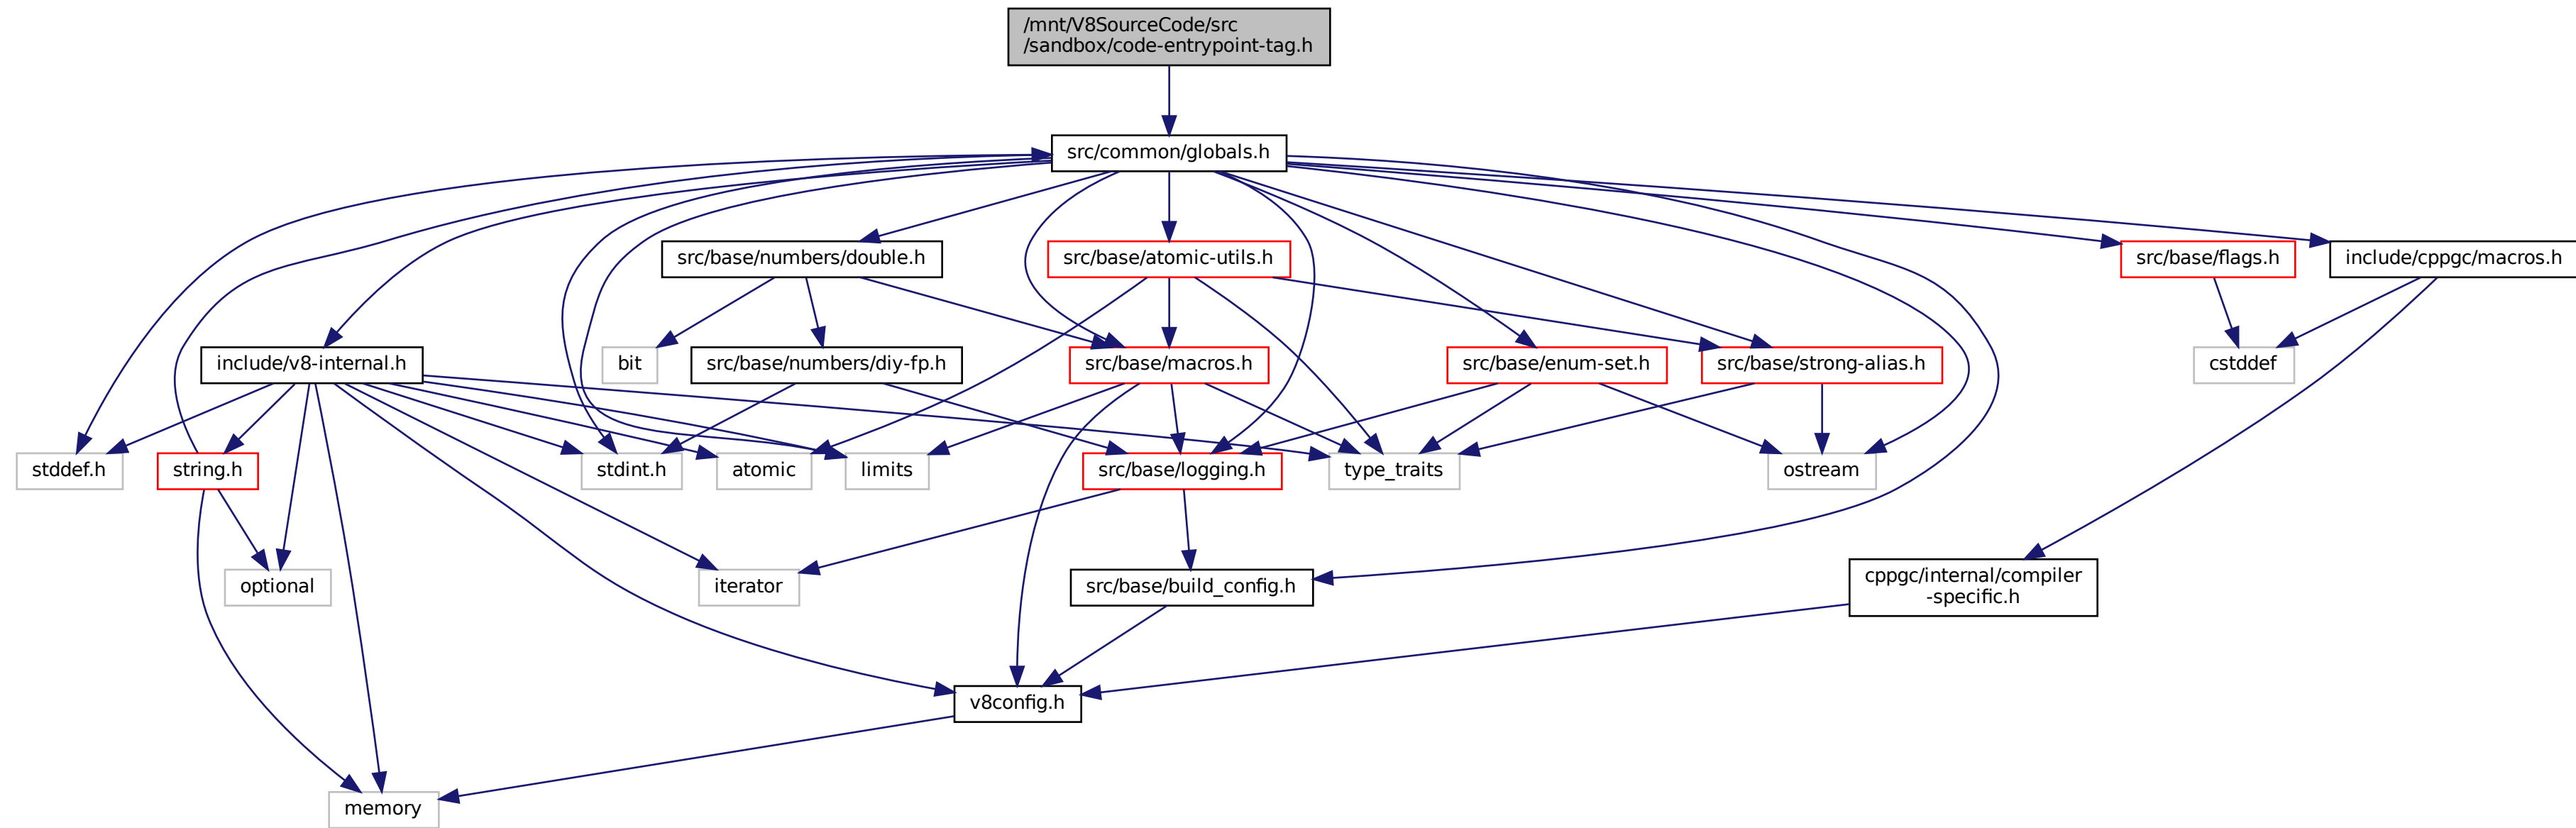 /mnt/V8SourceCode/src
/sandbox/code-entrypoint-tag.h
src/common/globals.h
src/base/numbers/double.h
src/base/atomic-utils.h
src/base/flags.h
include/cppgc/macros.h
include/v8-internal.h
bit
src/base/numbers/diy-fp.h
src/base/macros.h
src/base/enum-set.h
src/base/strong-alias.h
cstddef
stddef.h
string.h
stdint.h
atomic
limits
src/base/logging.h
type_traits
ostream
optional
iterator
src/base/build_config.h
cppgc/internal/compiler
-specific.h
v8config.h
memory